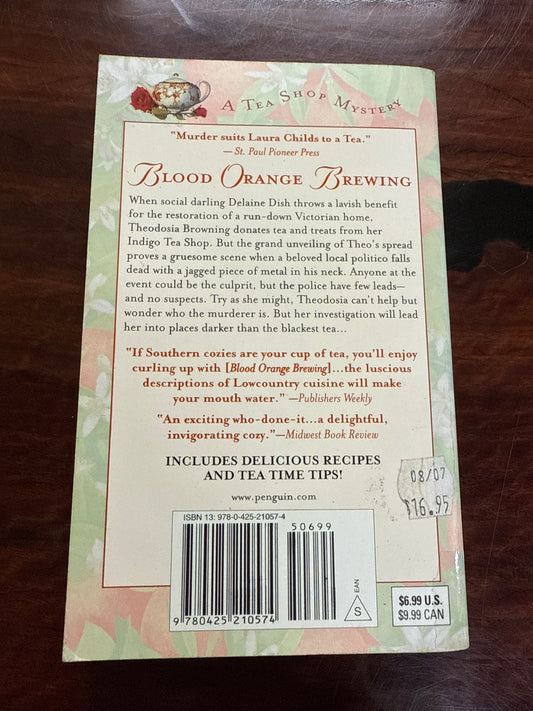 A Tea Shop Mystery
"Murder suits Laura Childs to a Tea."
—St. Paul Pioneer Press
Blood Orange Brewing
When social darling Delaine Dish throws a lavish benefit
for the restoration of a run-down Victorian home,
Theodosia Browning donates tea and treats from her
Indigo Tea Shop. But the grand unveiling of Theo's spread
proves a gruesome scene when a beloved local politico falls
dead with a jagged piece of metal in his neck. Anyone at the
event could be the culprit, but the police have few leads—
and no suspects. Try as she might, Theodosia can't help but
wonder who the murderer is. But her investigation will lead
her into places darker than the blackest tea...
"If Southern cozies are your cup of tea, you'll enjoy
curling up with [Blood Orange Brewing]...the luscious
descriptions of Lowcountry cuisine will make
your mouth water." —Publishers Weekly
"An exciting who-done-it...a delightful,
invigorating cozy."—Midwest Book Review
INCLUDES DELICIOUS RECIPES
AND TEA TIME TIPS!
www.penguin.com
08/07
$16.95
ISBN 13: 978-0-425-21057-4
50699
9 780425 210574
EAN
S
$6.99 U.S.
$9.99 CAN